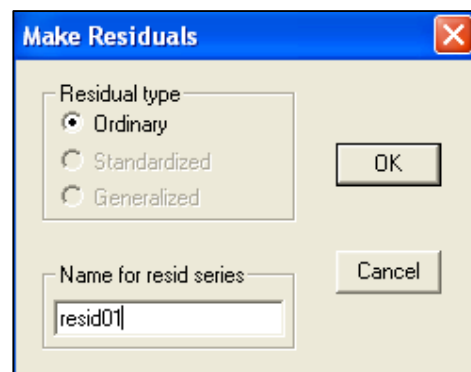 Make Residuals
Residual type
Ordinary
Standardized
Generalized
OK
Name for resid series
resid01
Cancel